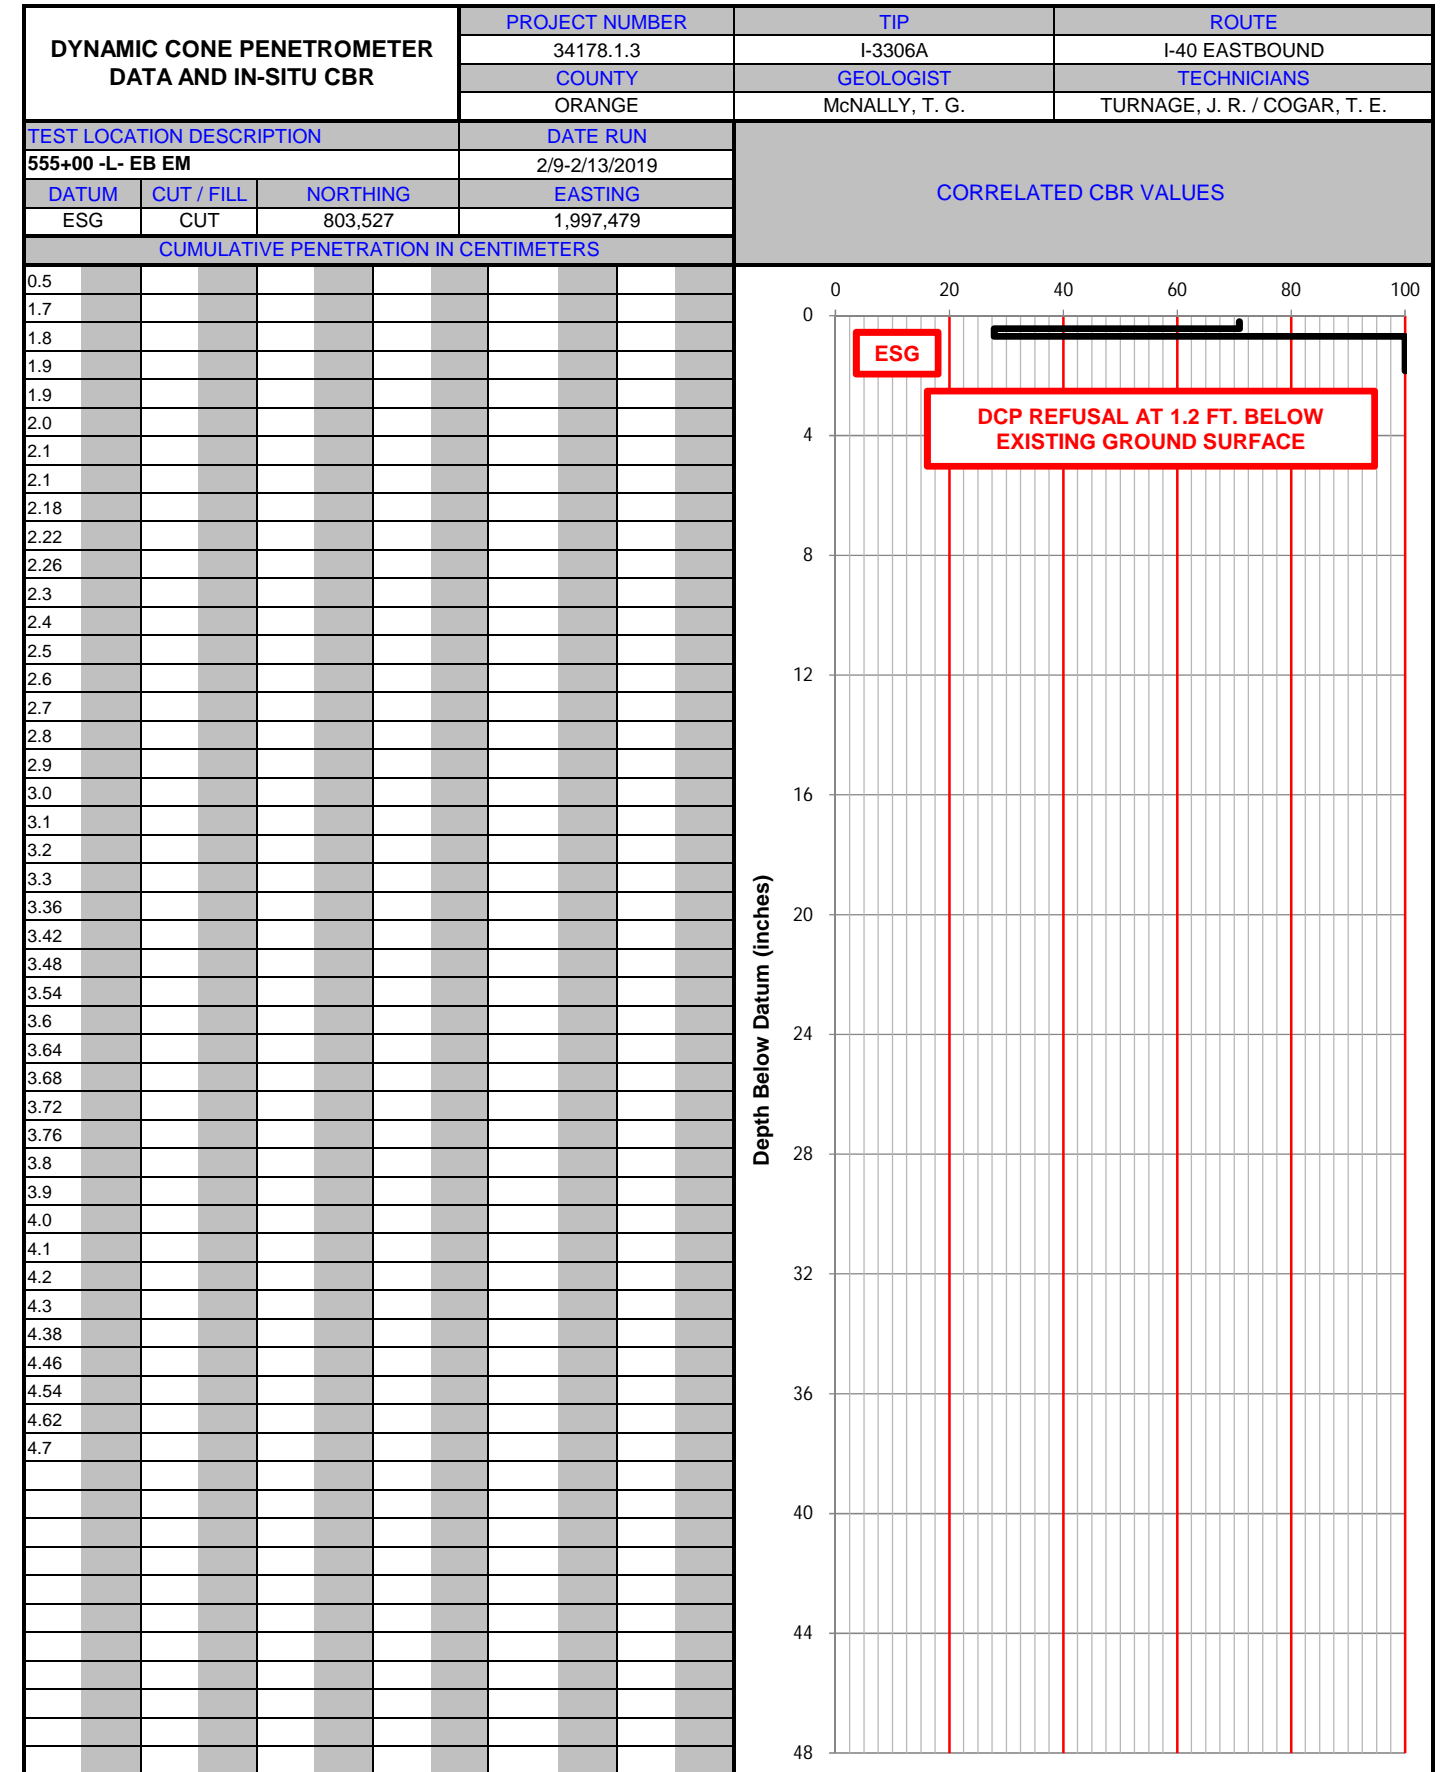 DYNAMIC CONE PENETROMETER
DATA AND IN-SITU CBR
PROJECT NUMBER
TIP
ROUTE
34178.1.3
I-3306A
I-40 EASTBOUND
COUNTY
GEOLOGIST
TECHNICIANS
ORANGE
McNALLY, T. G.
TURNAGE, J. R. / COGAR, T. E.
TEST LOCATION DESCRIPTION
DATE RUN
555+00 -L- EB EM
2/9-2/13/2019
DATUM
CUT / FILL
NORTHING
EASTING
ESG
CUT
803,527
1,997,479
CORRELATED CBR VALUES
CUMULATIVE PENETRATION IN CENTIMETERS
0.5
1.7
1.8
1.9
1.9
2.0
2.1
2.1
2.18
2.22
2.26
2.3
2.4
2.5
2.6
2.7
2.8
2.9
3.0
3.1
3.2
3.3
3.36
3.42
3.48
3.54
3.6
3.64
3.68
3.72
3.76
3.8
3.9
4.0
4.1
4.2
4.3
4.38
4.46
4.54
4.62
4.7
0 20 40 60 80 100
0
4
8
12
16
20
24
28
32
36
40
44
48
Depth Below Datum (inches)
ESG
DCP REFUSAL AT 1.2 FT. BELOW
EXISTING GROUND SURFACE